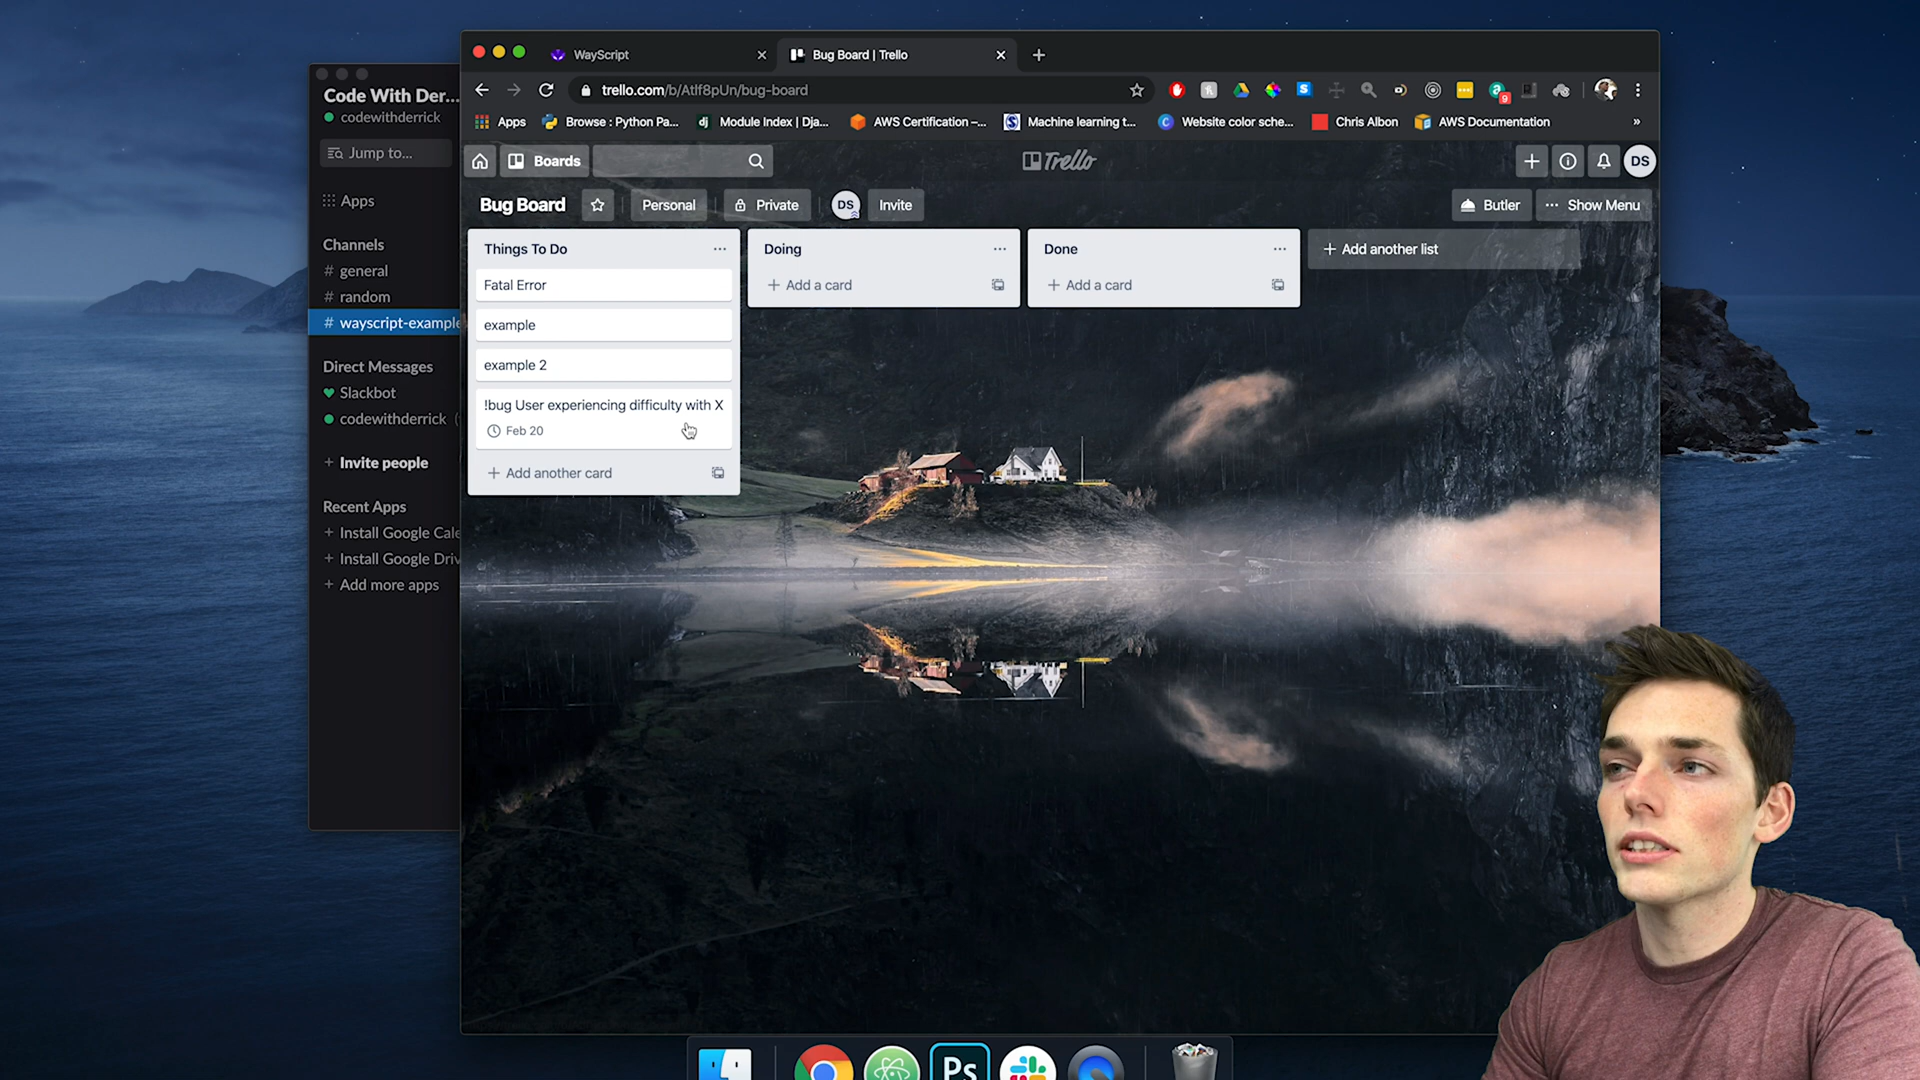 WayScript
Bug Board | Trello
trello.com/b/AtIf8pUn/bug-board
9
Apps
Browse : Python Pa...
dj
Module Index | Dja...
AWS Certification –...
Machine learning t...
Website color sche...
Chris Albon
AWS Documentation
»
Boards
Trello
DS
Bug Board
Personal
Private
DS
Invite
Butler
Show Menu
Things To Do
Fatal Error
example
example 2
!bug User experiencing difficulty with X
Feb 20
Add another card
Doing
Add a card
Done
Add a card
Add another list
Code With Der...
codewithderrick
Jump to...
Apps
Channels
# general
# random
# wayscript-example
Direct Messages
Slackbot
codewithderrick
+ Invite people
Recent Apps
+ Install Google Cale
+ Install Google Driv
+ Add more apps
Ps